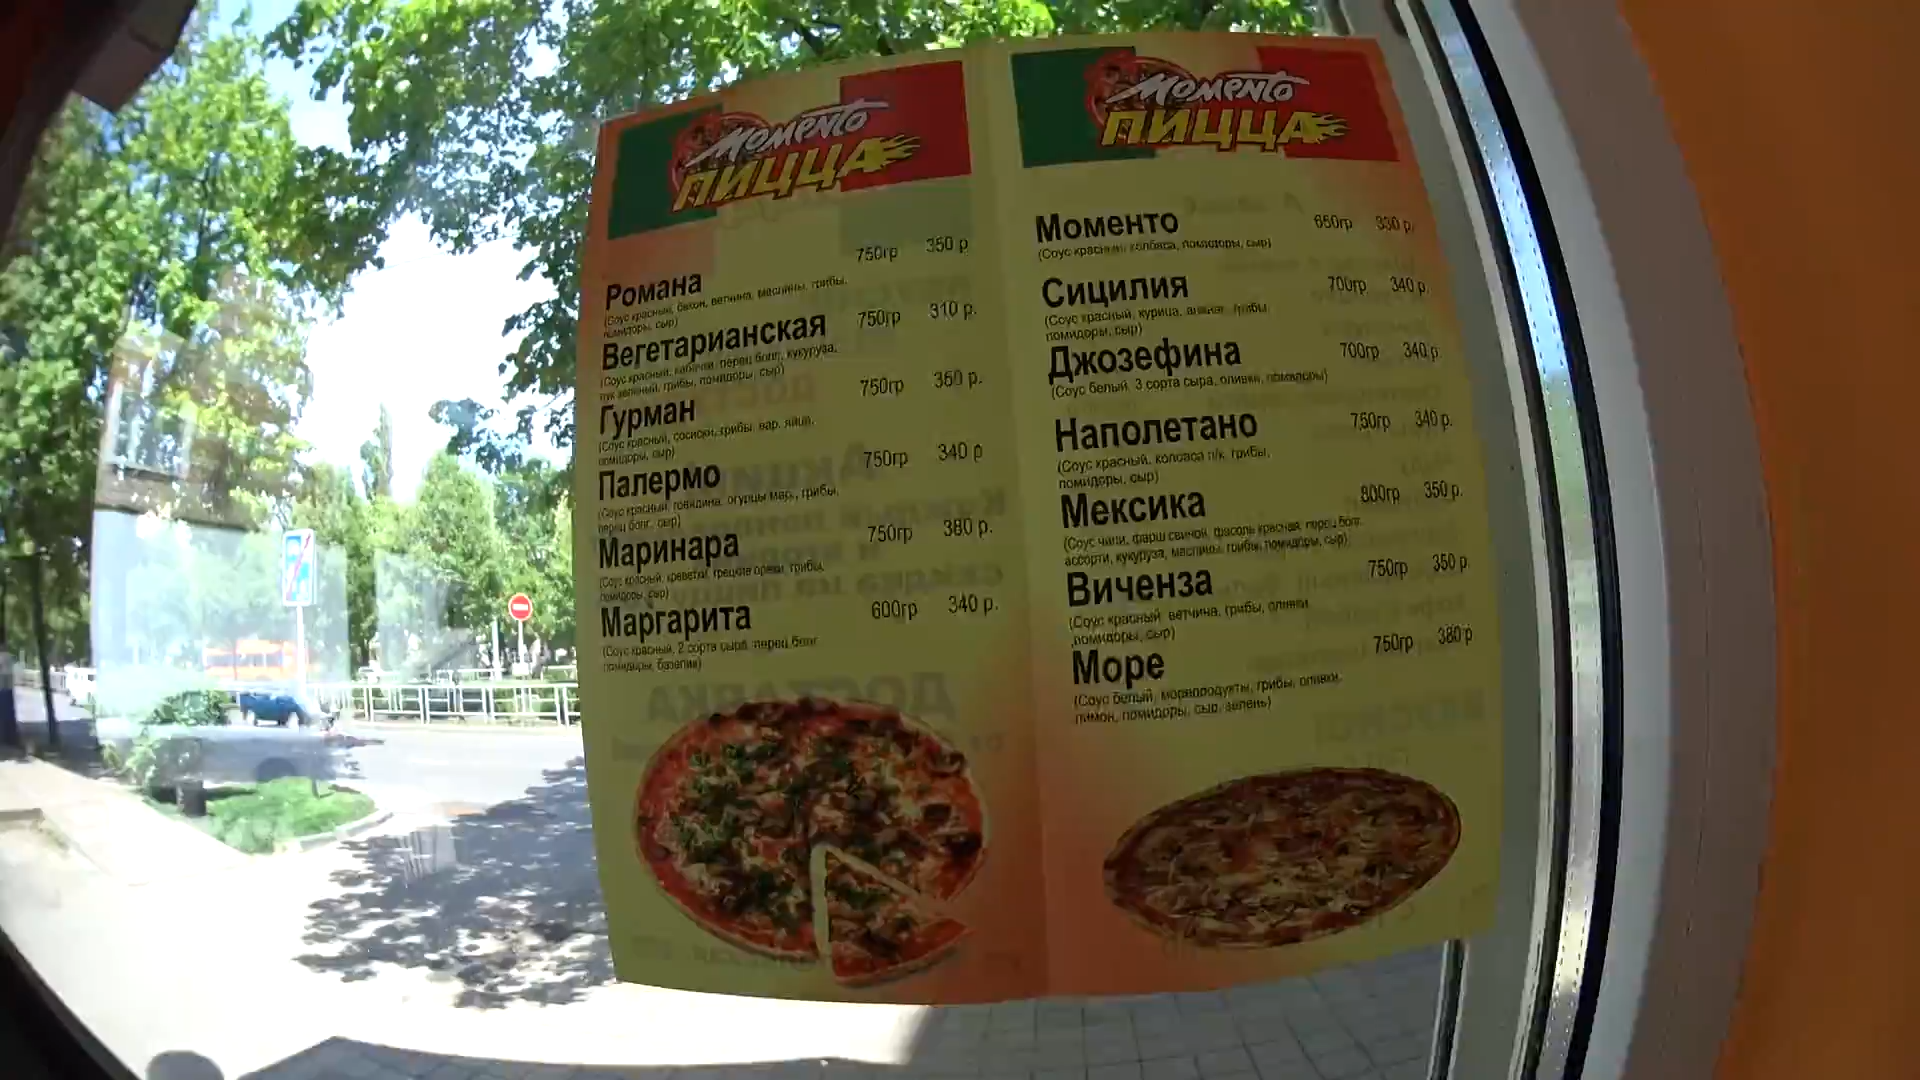 Моменто
ПИЦЦА
750гр 350 р
Романа
(Соус красный, бекон, ветчина, маслины, грибы,
помидоры, сыр)
Вегетарианская 750гр 310 р.
(Соус красный, кабачки, перец болг., кукуруза,
лук зеленый, грибы, помидоры, сыр)
Гурман 750гр 350 р.
(Соус красный, сосиски, грибы, вар. яйцо,
помидоры, сыр)
Палермо 750гр 340 р
(Соус красный, говядина, огурцы мар., грибы,
перец болг., сыр)
Маринара 750гр 380 р.
(Соус красный, креветки, грецкие орехи, грибы,
помидоры, сыр)
Маргарита 600гр 340 р.
(Соус красный, 2 сорта сыра, перец болг.
помидоры, базелик)
Моменто
ПИЦЦА
Моменто 650гр 330 р.
(Соус красный, колбаса, помидоры, сыр)
Сицилия 700гр 340 р.
(Соус красный, курица, ананас, грибы,
помидоры, сыр)
Джозефина 700гр 340 р.
(Соус белый, 3 сорта сыра, оливки, помидоры)
Наполетано 750гр 340 р.
(Соус красный, колбаса п/к, грибы,
помидоры, сыр)
Мексика 800гр 350 р.
(Соус чили, фарш свиной, фасоль красная, перец болг.
ассорти, кукуруза, маслины, грибы, помидоры, сыр)
Виченза 750гр 350 р.
(Соус красный, ветчина, грибы, оливки,
помидоры, сыр)
Море 750гр 380 р
(Соус белый, морепродукты, грибы, оливки,
лимон, помидоры, сыр, зелень)